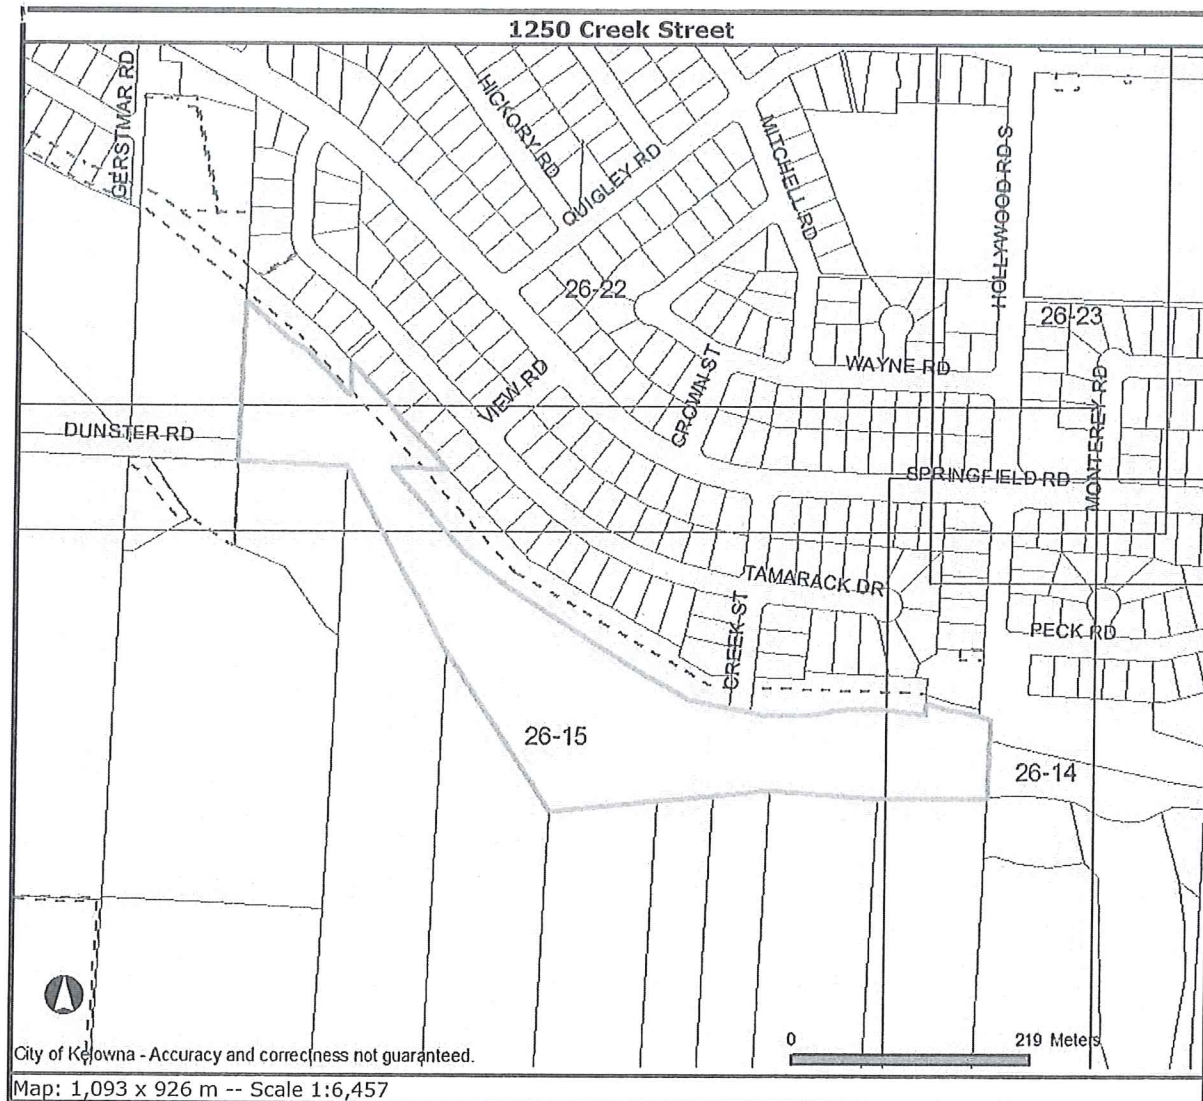 1250 Creek Street
GERSTMAR RD
HICKORY RD
QUIGLEY RD
MITCHELL RD
HOLLYWOOD RD S
26-22
26-23
WAYNE RD
VIEW RD
CROWN ST
MONTEREY RD
DUNSTER RD
SPRINGFIELD RD
TAMARACK DR
CREEK ST
PECK RD
26-15
26-14
0 219 Meters
City of Kelowna - Accuracy and correctness not guaranteed.
Map: 1,093 x 926 m -- Scale 1:6,457